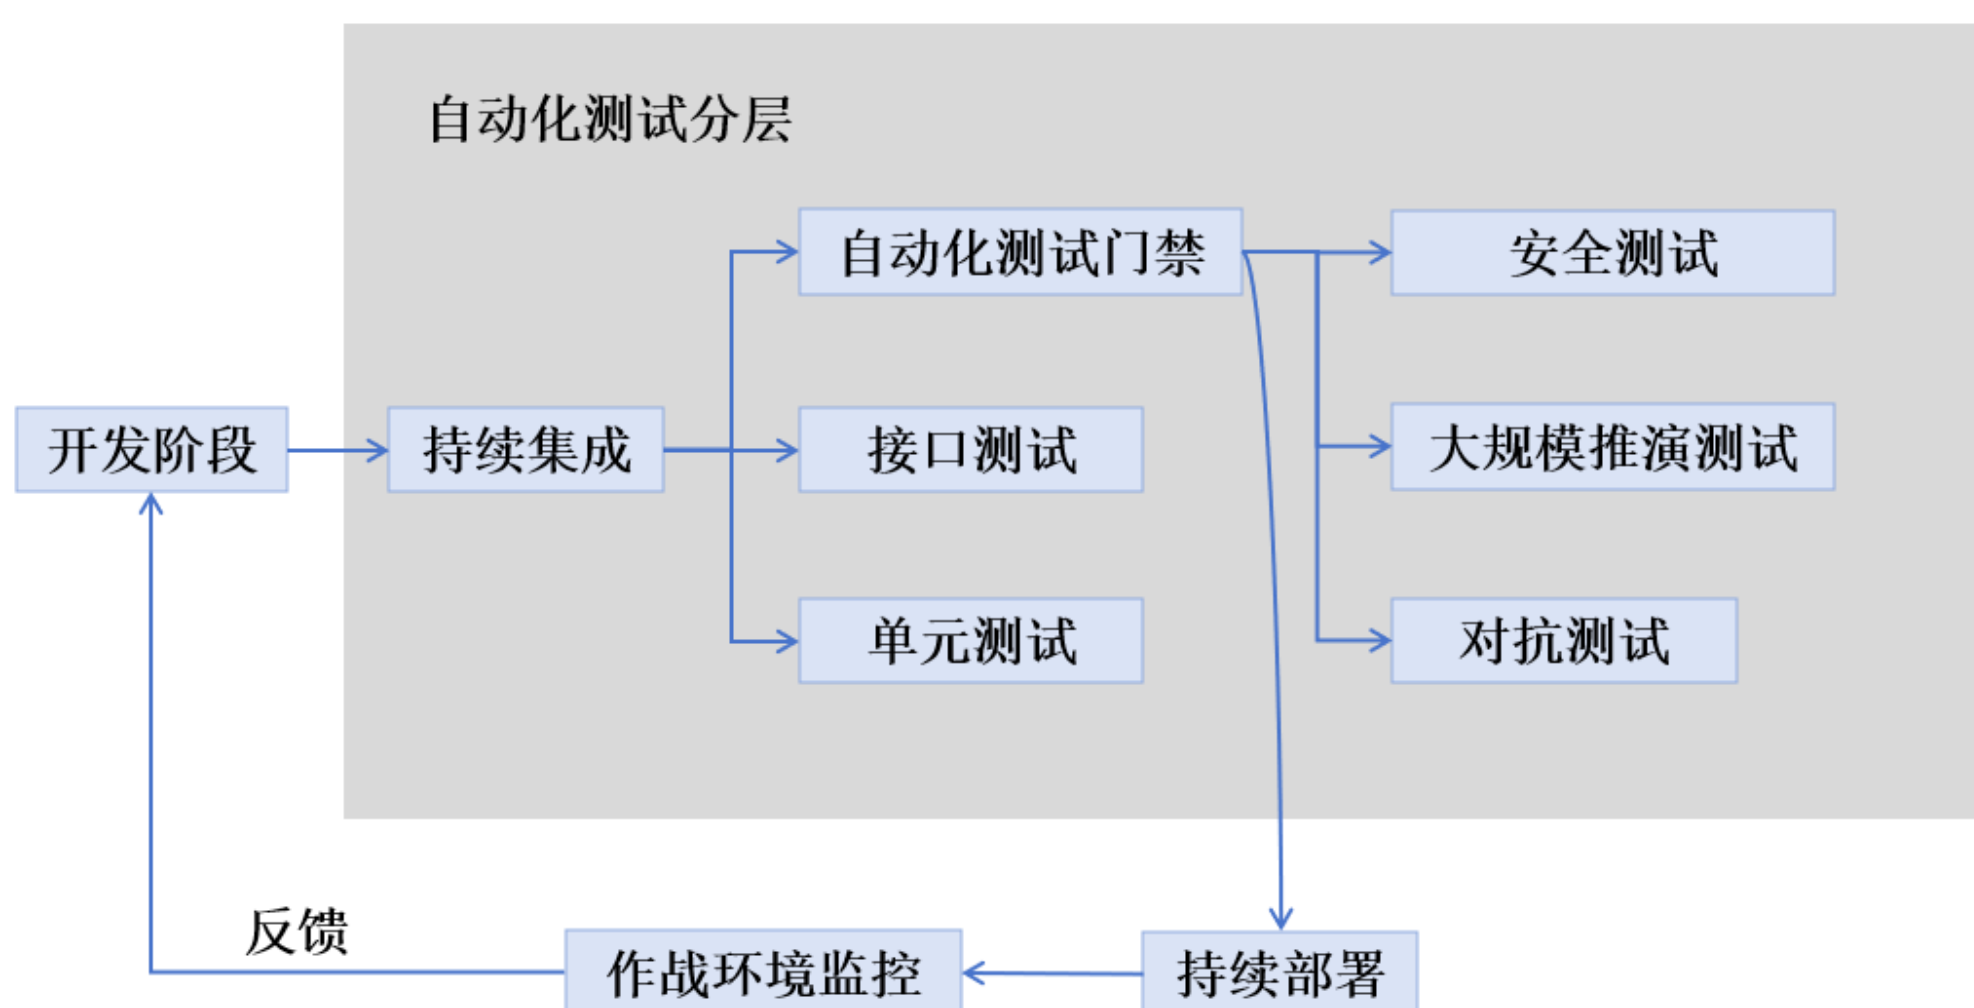 自动化测试分层
自动化测试门禁
安全测试
开发阶段
持续集成
接口测试
大规模推演测试
单元测试
对抗测试
反馈
作战环境监控
持续部署